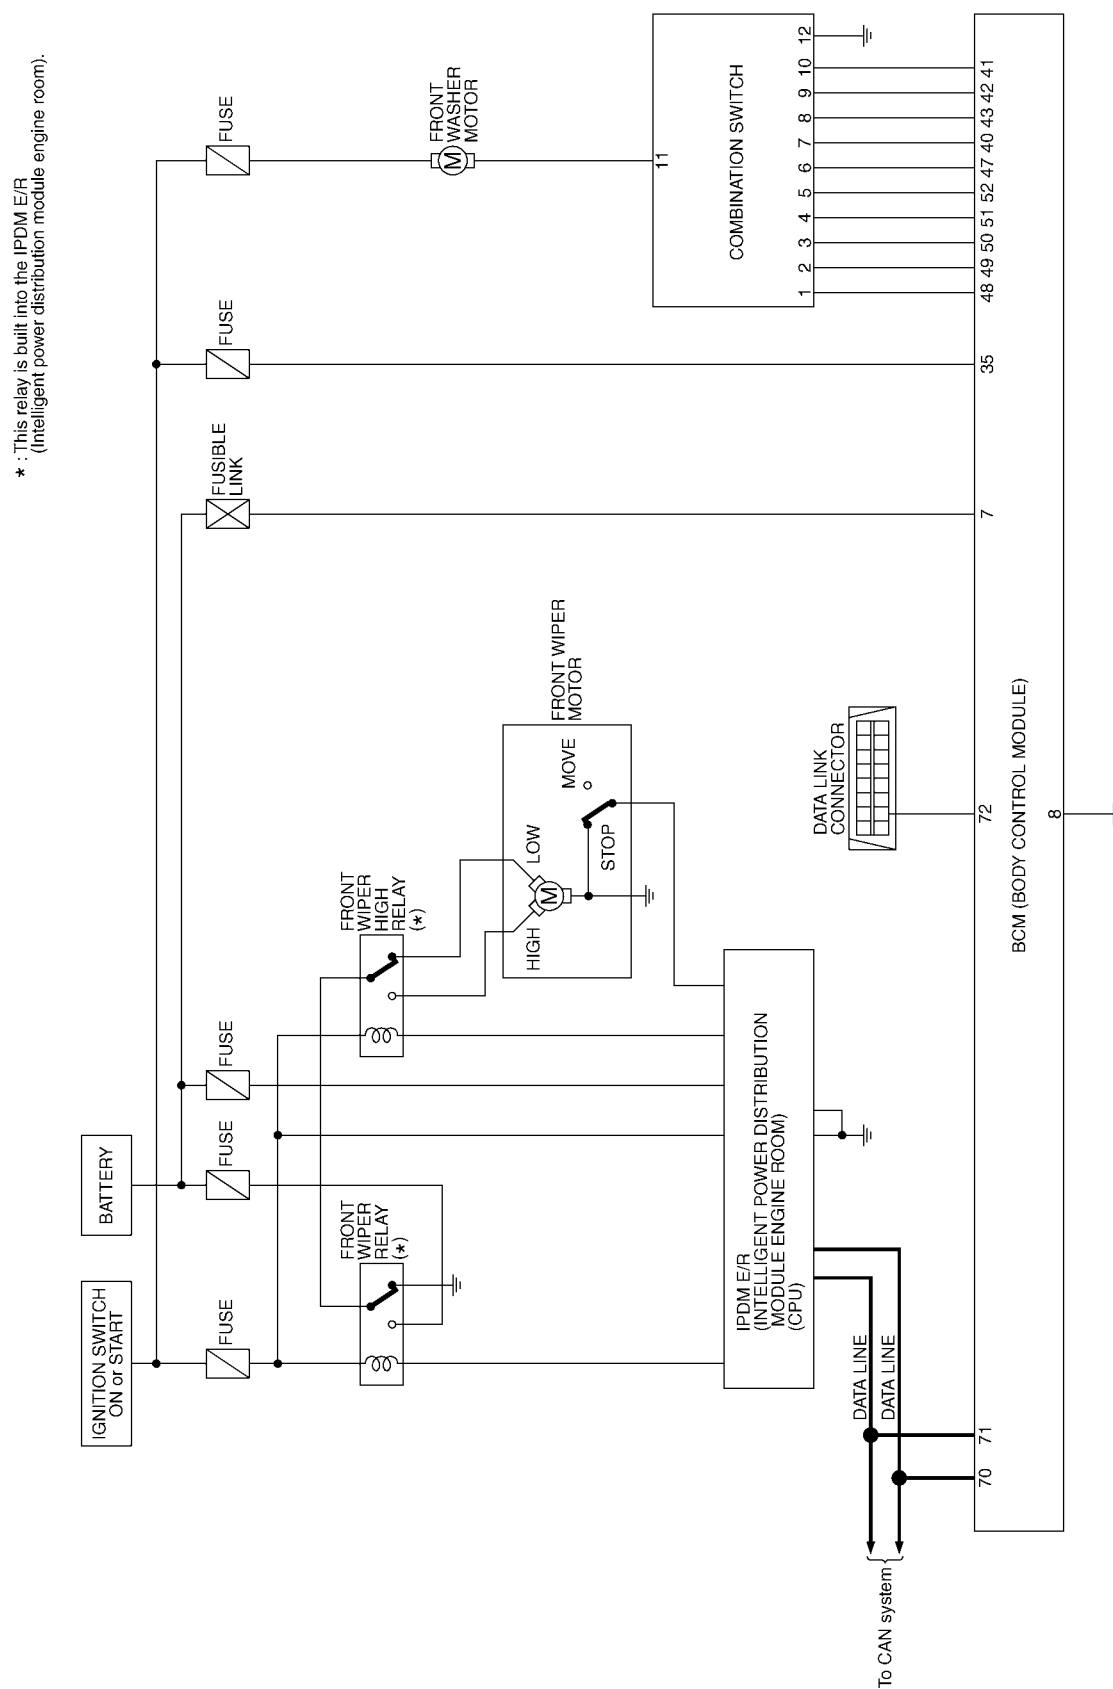 * : This relay is built into the IPDM E/R
(Intelligent power distribution module engine room).
IGNITION SWITCH
ON or START
BATTERY
FUSE
FUSE
FUSE
FUSIBLE
LINK
FUSE
FUSE
FRONT
WIPER
RELAY
(*)
FRONT
WIPER
HIGH
RELAY
(*)
FRONT WIPER
MOTOR
HIGH
LOW
MOVE
STOP
M
FRONT
WASHER
MOTOR
M
11
COMBINATION SWITCH
1 2 3 4 5 6 7 8 9 10 12
IPDM E/R
(INTELLIGENT POWER DISTRIBUTION
MODULE ENGINE ROOM)
(CPU)
DATA LINK
CONNECTOR
DATA LINE
DATA LINE
To CAN system
70 71 72 7 35 48 49 50 51 52 47 40 43 42 41
BCM (BODY CONTROL MODULE)
8